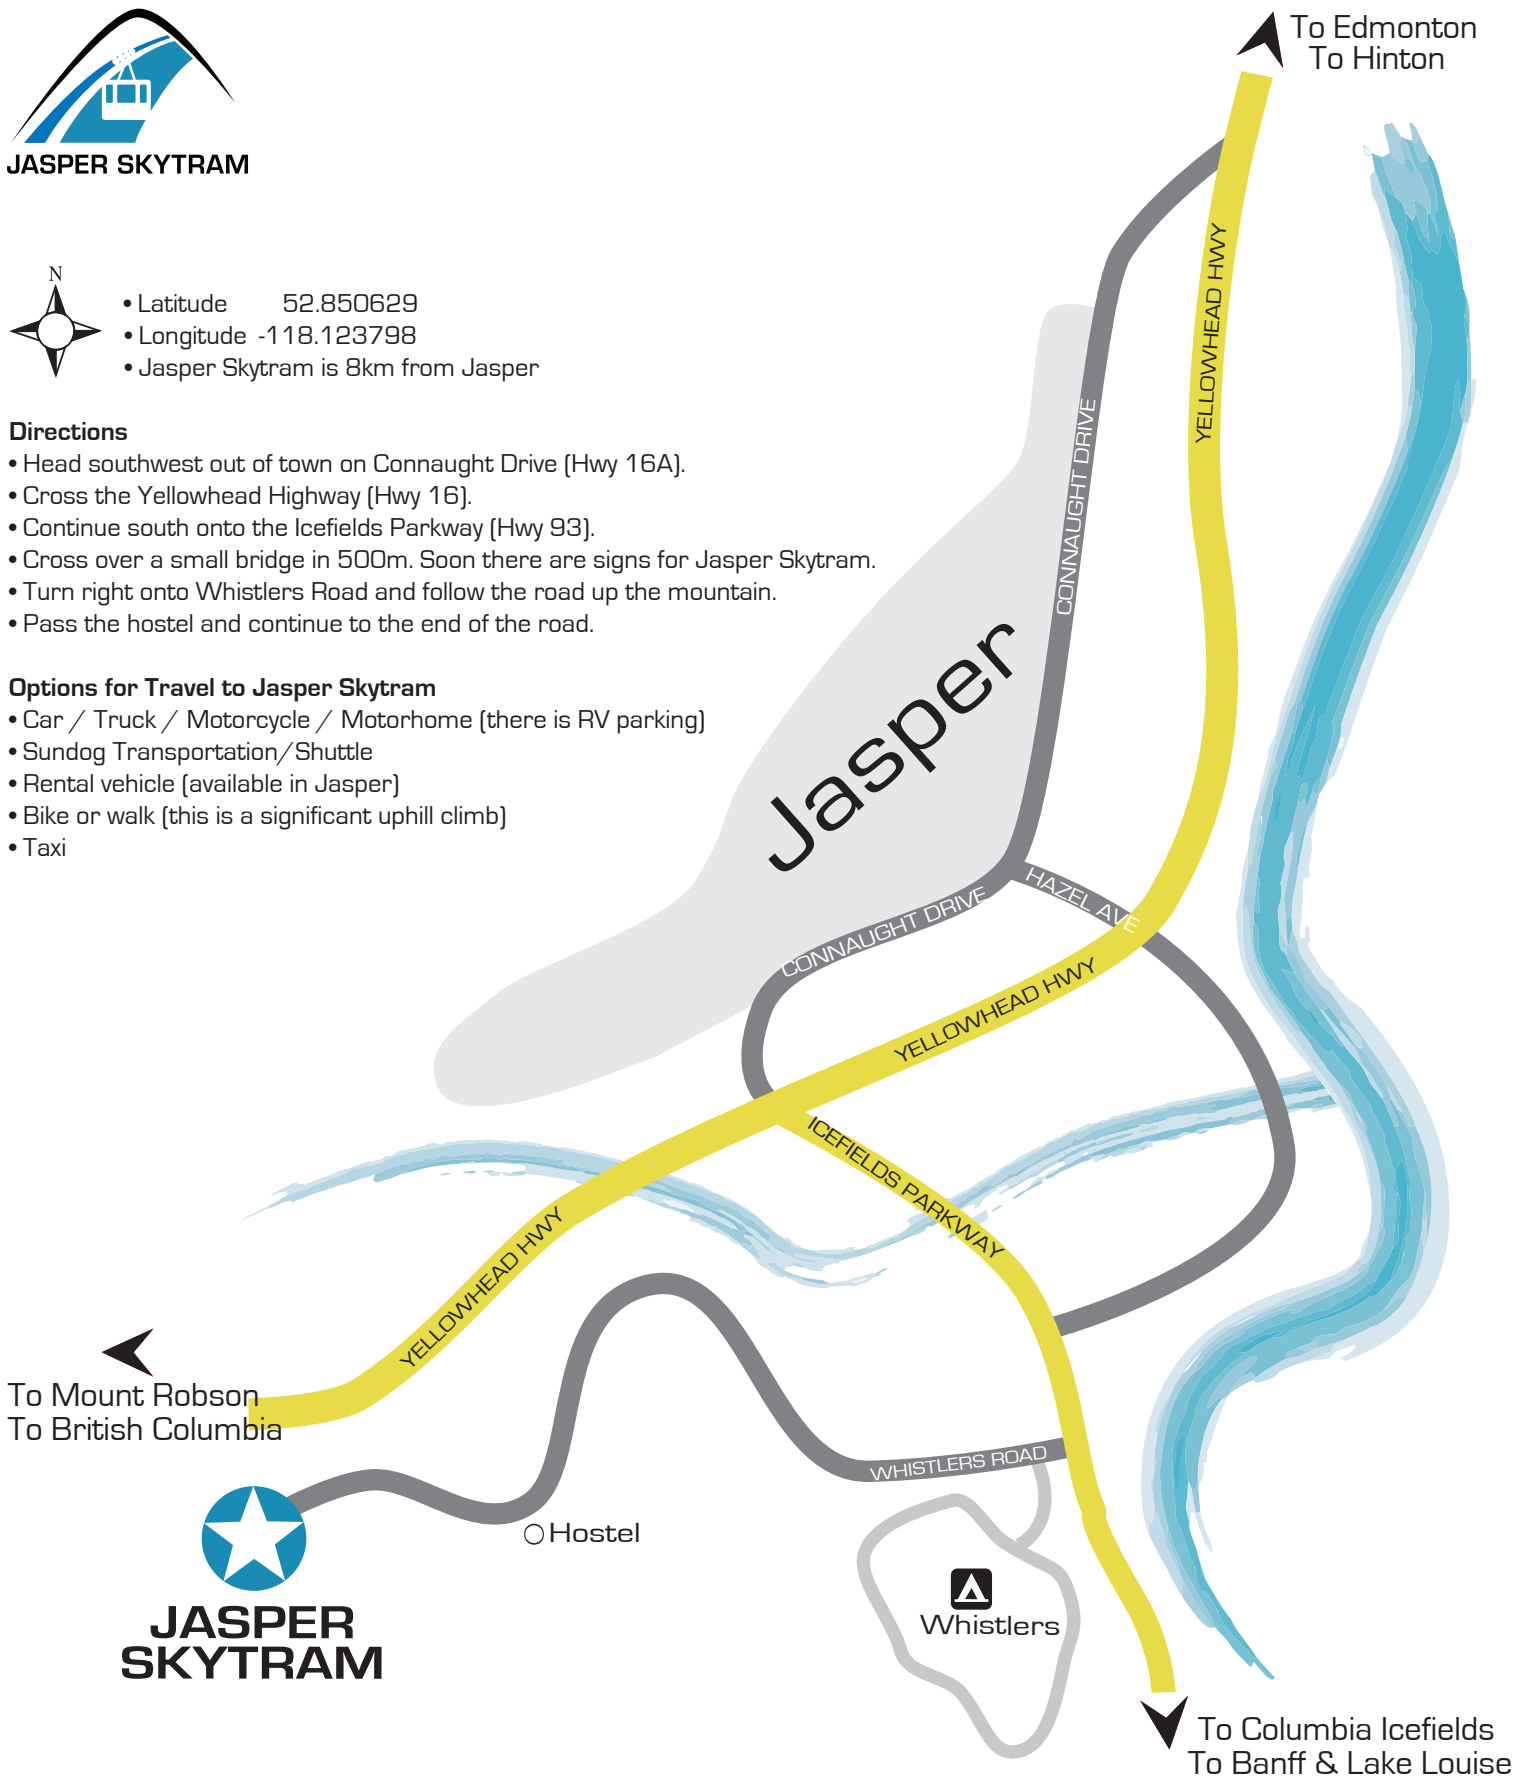 To Edmonton
To Hinton
JASPER SKYTRAM
N
• Latitude 52.850629
• Longitude -118.123798
• Jasper Skytram is 8km from Jasper
Directions
• Head southwest out of town on Connaught Drive (Hwy 16A).
• Cross the Yellowhead Highway (Hwy 16).
• Continue south onto the Icefields Parkway (Hwy 93).
• Cross over a small bridge in 500m. Soon there are signs for Jasper Skytram.
• Turn right onto Whistlers Road and follow the road up the mountain.
• Pass the hostel and continue to the end of the road.
Options for Travel to Jasper Skytram
• Car / Truck / Motorcycle / Motorhome (there is RV parking)
• Sundog Transportation/Shuttle
• Rental vehicle (available in Jasper)
• Bike or walk (this is a significant uphill climb)
• Taxi
YELLOWHEAD HWY
CONNAUGHT DRIVE
Jasper
HAZEL AVE
CONNAUGHT DRIVE
YELLOWHEAD HWY
ICEFIELDS PARKWAY
YELLOWHEAD HWY
To Mount Robson
To British Columbia
WHISTLERS ROAD
Hostel
JASPER
SKYTRAM
Whistlers
To Columbia Icefields
To Banff & Lake Louise